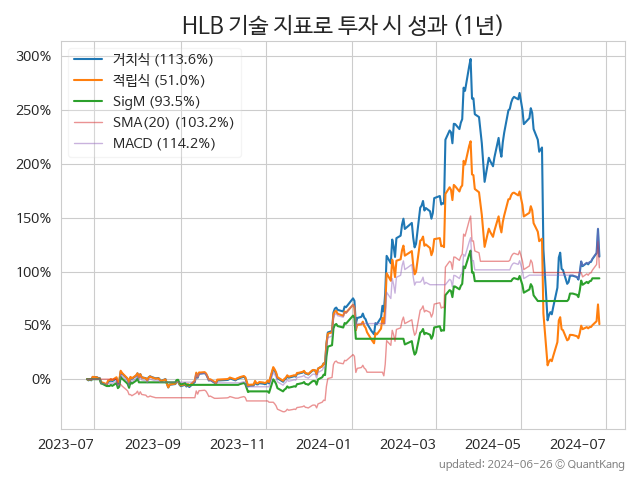 HLB 기술 지표로 투자 시 성과 (1년)
거치식 (113.6%)
적립식 (51.0%)
SigM (93.5%)
SMA(20) (103.2%)
MACD (114.2%)
300%
250%
200%
150%
100%
50%
0%
2023-07 2023-09 2023-11 2024-01 2024-03 2024-05 2024-07
updated: 2024-06-26 ⓒ QuantKang